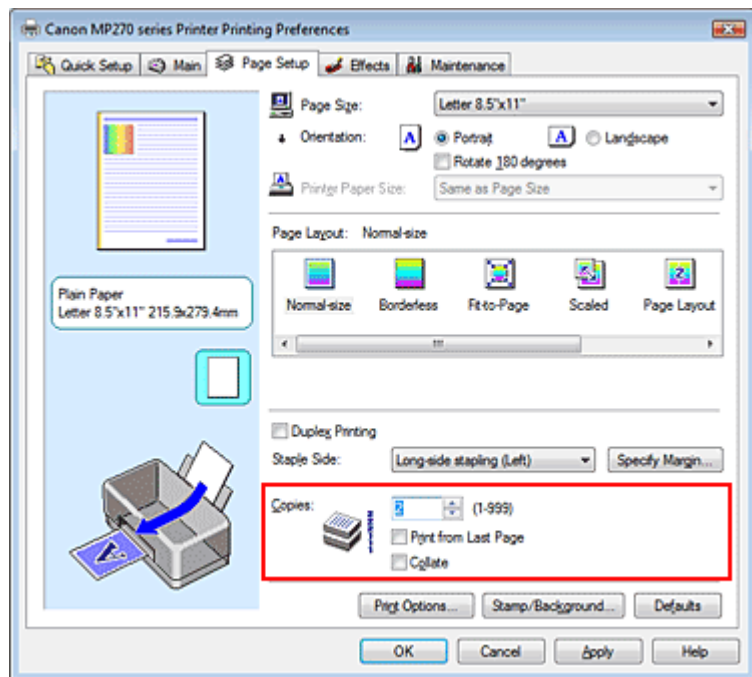 Canon MP270 series Printer Printing Preferences
Quick Setup Main Page Setup Effects Maintenance
Page Size: Letter 8.5"x11"
Orientation: A Portrait A Landscape
Rotate 180 degrees
Printer Paper Size: Same as Page Size
Page Layout: Normal-size
Normal-size Borderless Fit-to-Page Scaled Page Layout
Plain Paper
Letter 8.5"x11" 215.9x279.4mm
Duplex Printing
Staple Side: Long-side stapling (Left) Specify Margin...
Copies: 2 (1-999)
Print from Last Page
Collate
Print Options... Stamp/Background... Defaults
OK Cancel Apply Help